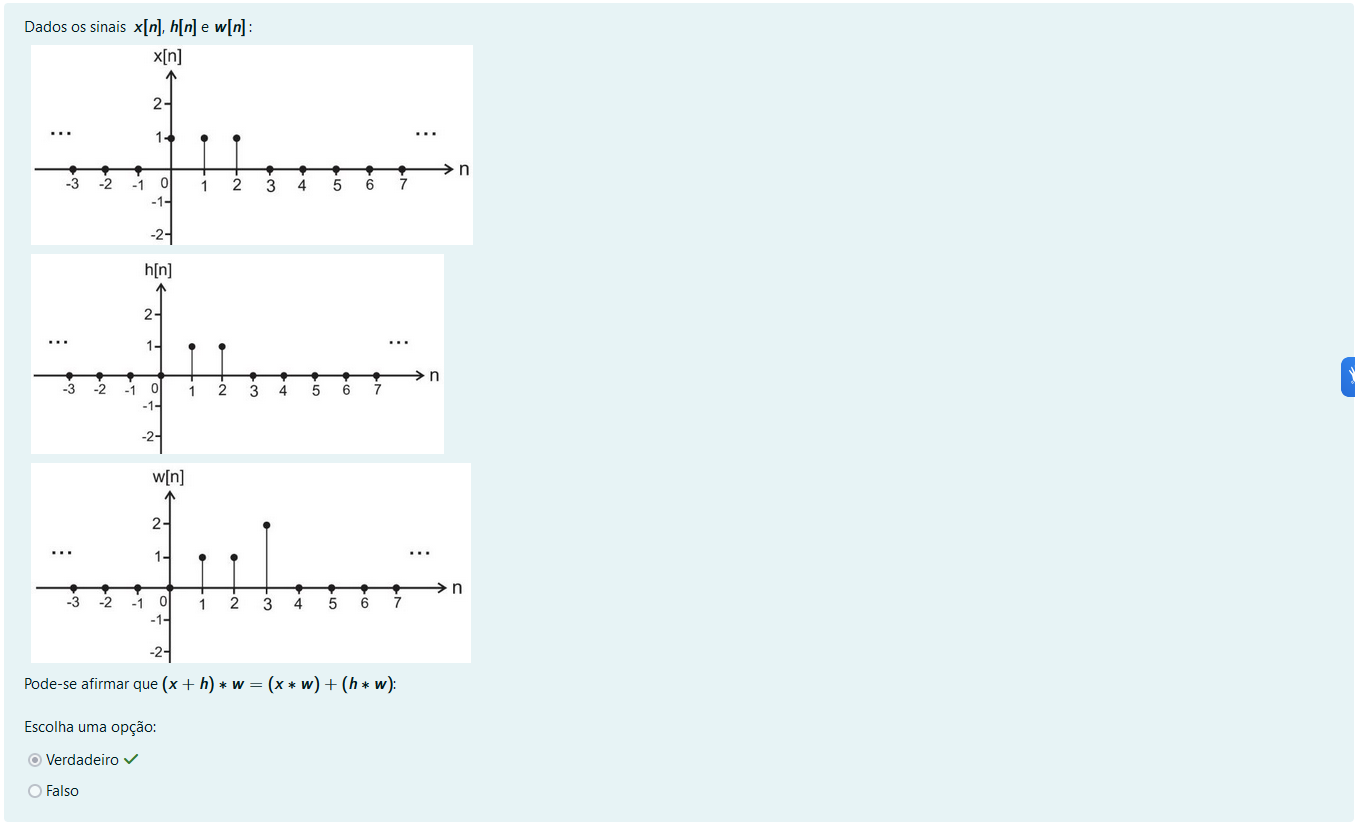 Dados os sinais x[n], h[n] e w[n]:
x[n]
2
... ...
1
n
-3 -2 -1 0 1 2 3 4 5 6 7
-1
-2
h[n]
2
... ...
1
n
-3 -2 -1 0 1 2 3 4 5 6 7
-1
-2
w[n]
2
... ...
1
n
-3 -2 -1 0 1 2 3 4 5 6 7
-1
-2
Pode-se afirmar que (x + h) * w = (x * w) + (h * w):
Escolha uma opção:
Verdadeiro ✓
Falso